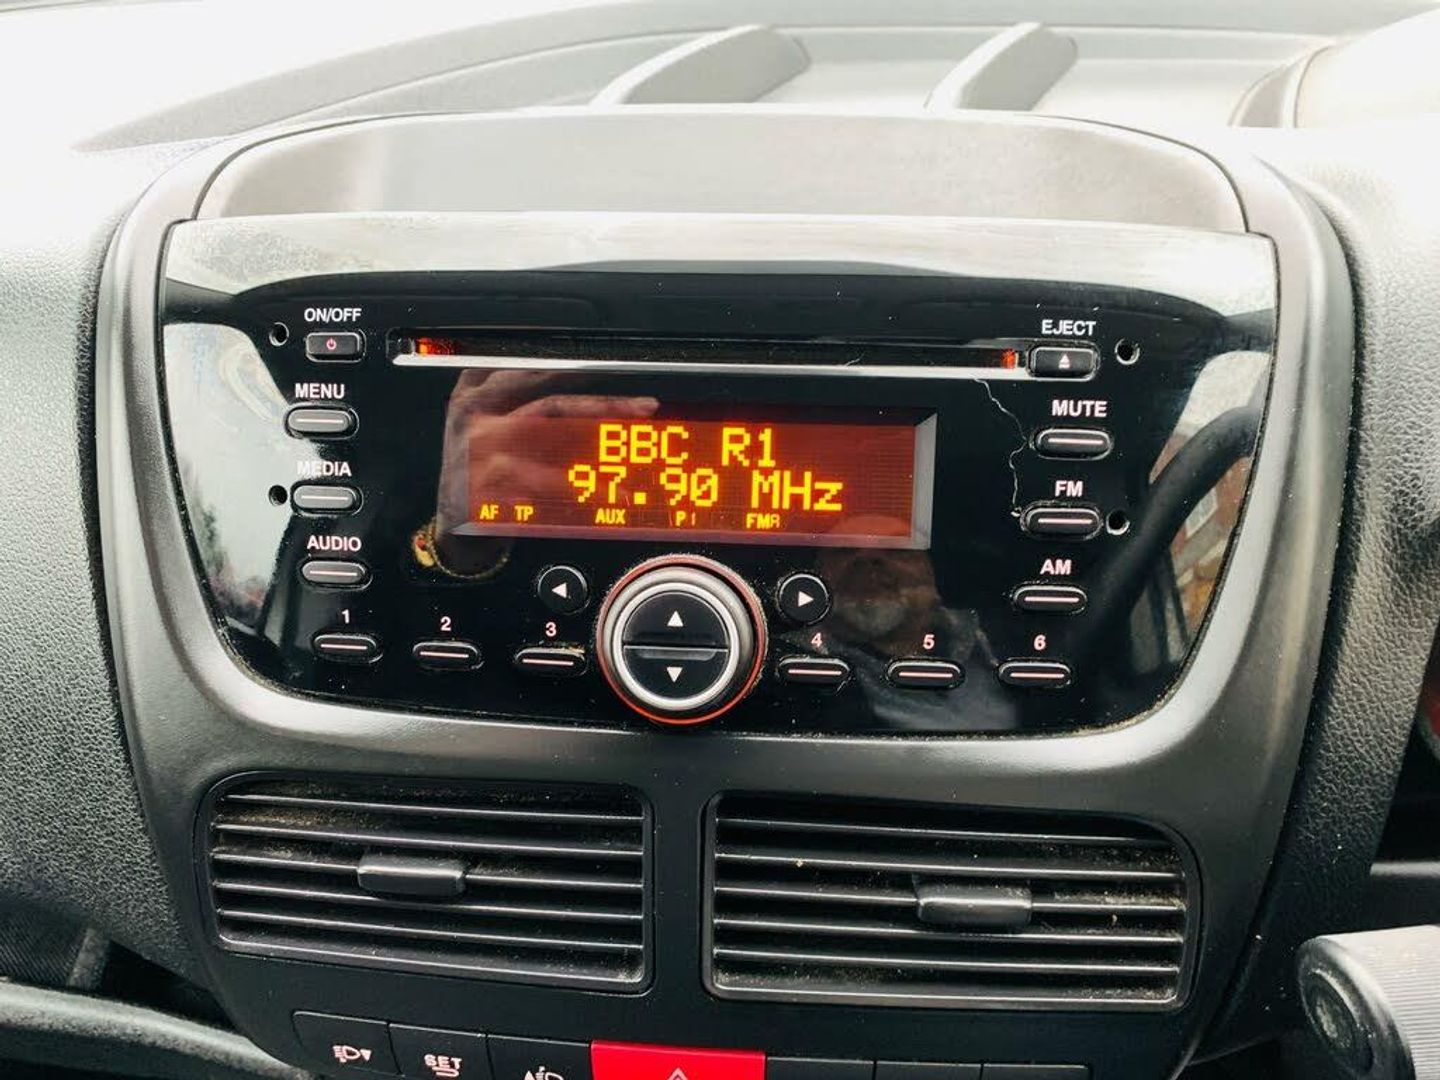 ON/OFF
EJECT
MENU
MUTE
BBC R1
MEDIA
97.90 MHz
FM
AF TP AUX
AUDIO
AM
1
2
3
4
5
6
SET